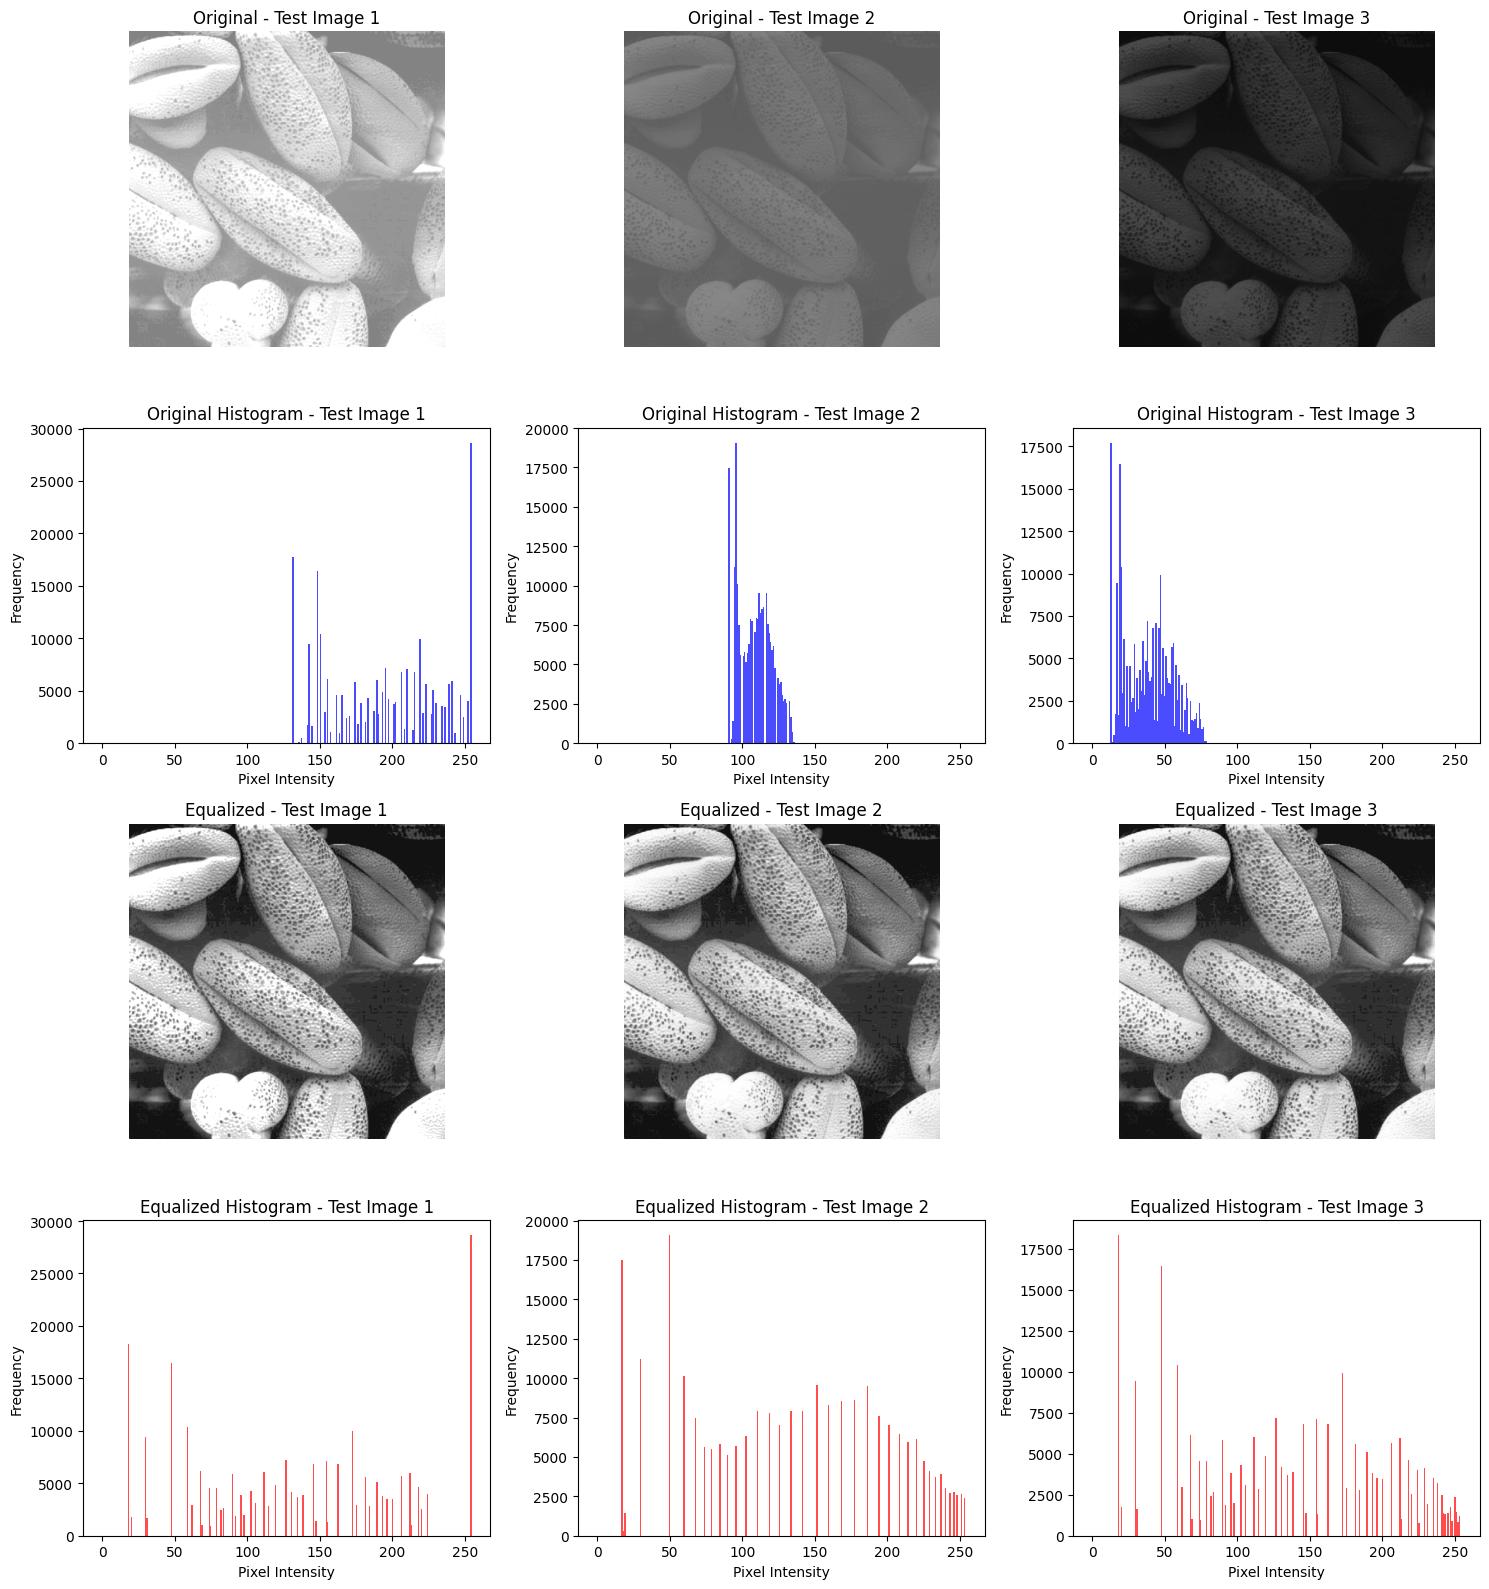 Original - Test Image 1
Original - Test Image 2
Original - Test Image 3
Original Histogram - Test Image 1
30000
25000
20000
15000
10000
5000
0
Frequency
0 50 100 150 200 250
Pixel Intensity
Original Histogram - Test Image 2
20000
17500
15000
12500
10000
7500
5000
2500
0
Frequency
0 50 100 150 200 250
Pixel Intensity
Original Histogram - Test Image 3
17500
15000
12500
10000
7500
5000
2500
0
Frequency
0 50 100 150 200 250
Pixel Intensity
Equalized - Test Image 1
Equalized - Test Image 2
Equalized - Test Image 3
Equalized Histogram - Test Image 1
30000
25000
20000
15000
10000
5000
0
Frequency
0 50 100 150 200 250
Pixel Intensity
Equalized Histogram - Test Image 2
20000
17500
15000
12500
10000
7500
5000
2500
0
Frequency
0 50 100 150 200 250
Pixel Intensity
Equalized Histogram - Test Image 3
17500
15000
12500
10000
7500
5000
2500
0
Frequency
0 50 100 150 200 250
Pixel Intensity